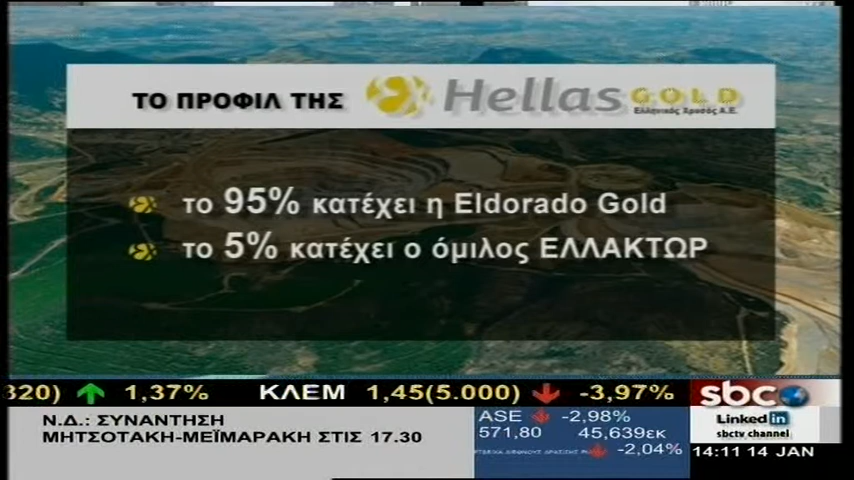 ΤΟ ΠΡΟΦΙΛ ΤΗΣ Hellas GOLD
Ελληνικός Χρυσός Α.Ε.
το 95% κατέχει η Eldorado Gold
το 5% κατέχει ο όμιλος ΕΛΛΑΚΤΩΡ
320) 1,37% ΚΛΕΜ 1,45(5.000) -3,97%
sbc
Ν.Δ.: ΣΥΝΑΝΤΗΣΗ
ΜΗΤΣΟΤΑΚΗ-ΜΕΪΜΑΡΑΚΗ ΣΤΙΣ 17.30
ASE -2,98%
571,80 45,639εκ
-2,04%
Linked in
sbctv channel
14:11 14 JAN